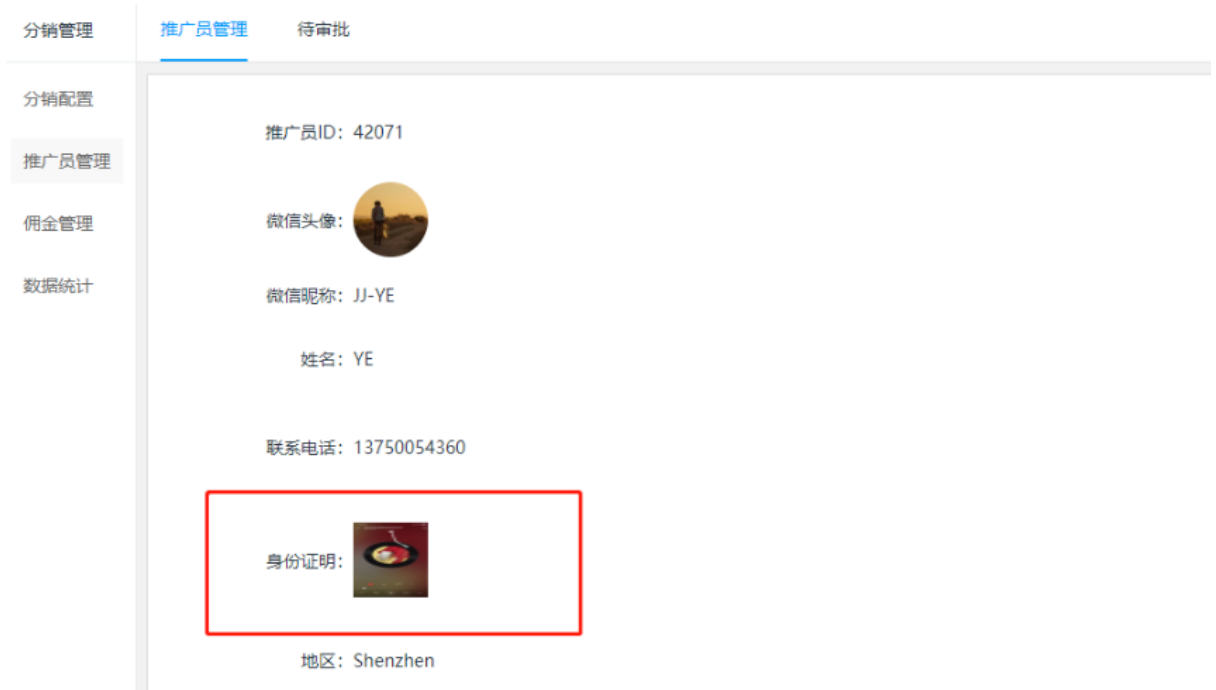 分销管理
推广员管理
待审批
分销配置
推广员管理
佣金管理
数据统计
推广员ID：42071
微信头像：
微信昵称：JJ-YE
姓名：YE
联系电话：13750054360
身份证明：
地区：Shenzhen